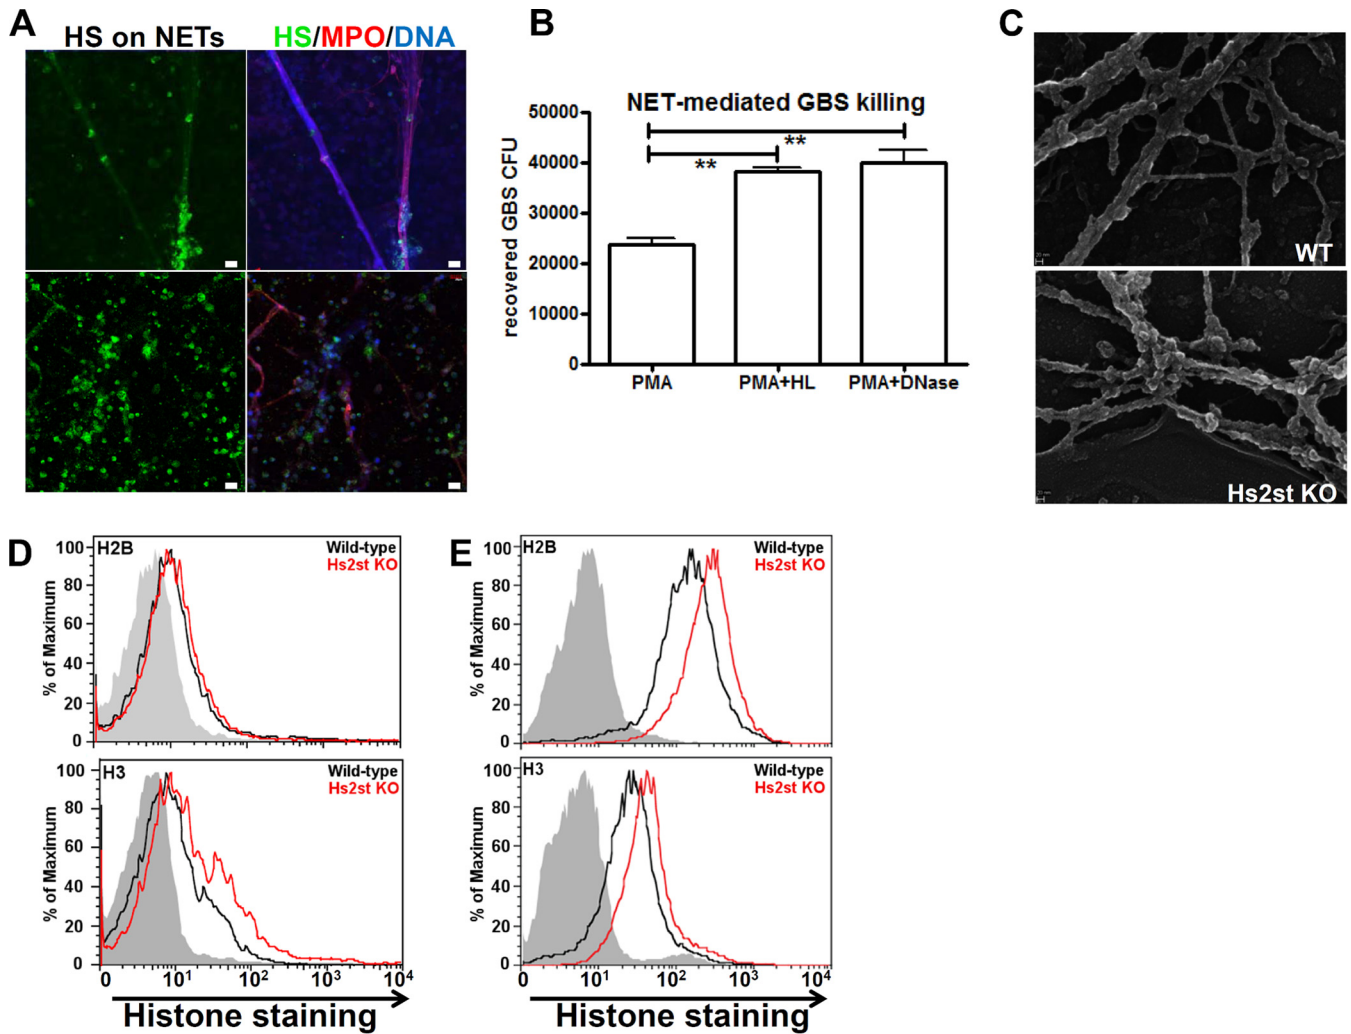 A
HS on NETs
HS/MPO/DNA
B
NET-mediated GBS killing
recovered GBS CFU
50000
40000
30000
20000
10000
0
**
**
PMA
PMA+HL
PMA+DNase
C
WT
Hs2st KO
D
H2B
Wild-type
Hs2st KO
% of Maximum
100
80
60
40
20
0
H3
Wild-type
Hs2st KO
% of Maximum
100
80
60
40
20
0
0 10¹ 10² 10³ 10⁴
Histone staining
E
H2B
Wild-type
Hs2st KO
% of Maximum
100
80
60
40
20
0
H3
Wild-type
Hs2st KO
% of Maximum
100
80
60
40
20
0
0 10¹ 10² 10³ 10⁴
Histone staining